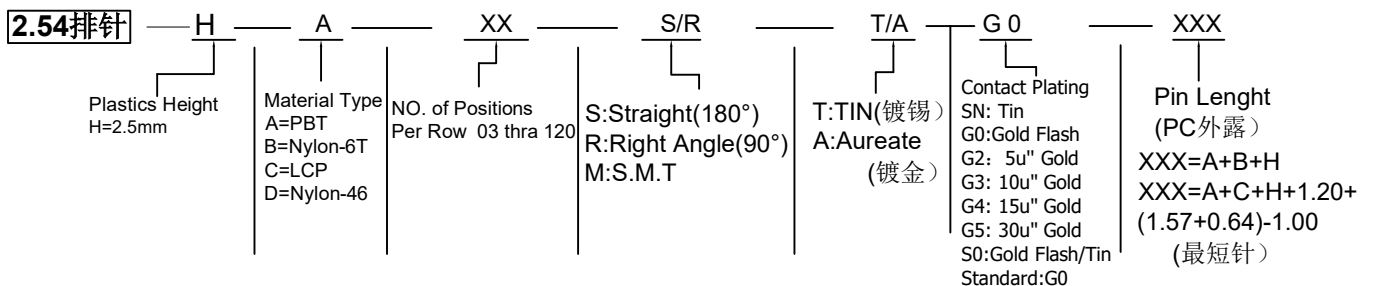 2.54排针 H A XX S/R T/A G 0 XXX
Plastics Height
H=2.5mm
Material Type
A=PBT
B=Nylon-6T
C=LCP
D=Nylon-46
NO. of Positions
Per Row 03 thra 120
S:Straight(180°)
R:Right Angle(90°)
M:S.M.T
T:TIN(镀锡）
A:Aureate
(镀金）
Contact Plating
SN: Tin
G0:Gold Flash
G2: 5u" Gold
G3: 10u" Gold
G4: 15u" Gold
G5: 30u" Gold
S0:Gold Flash/Tin
Standard:G0
Pin Lenght
(PC外露）
XXX=A+B+H
XXX=A+C+H+1.20+
(1.57+0.64)-1.00
(最短针）